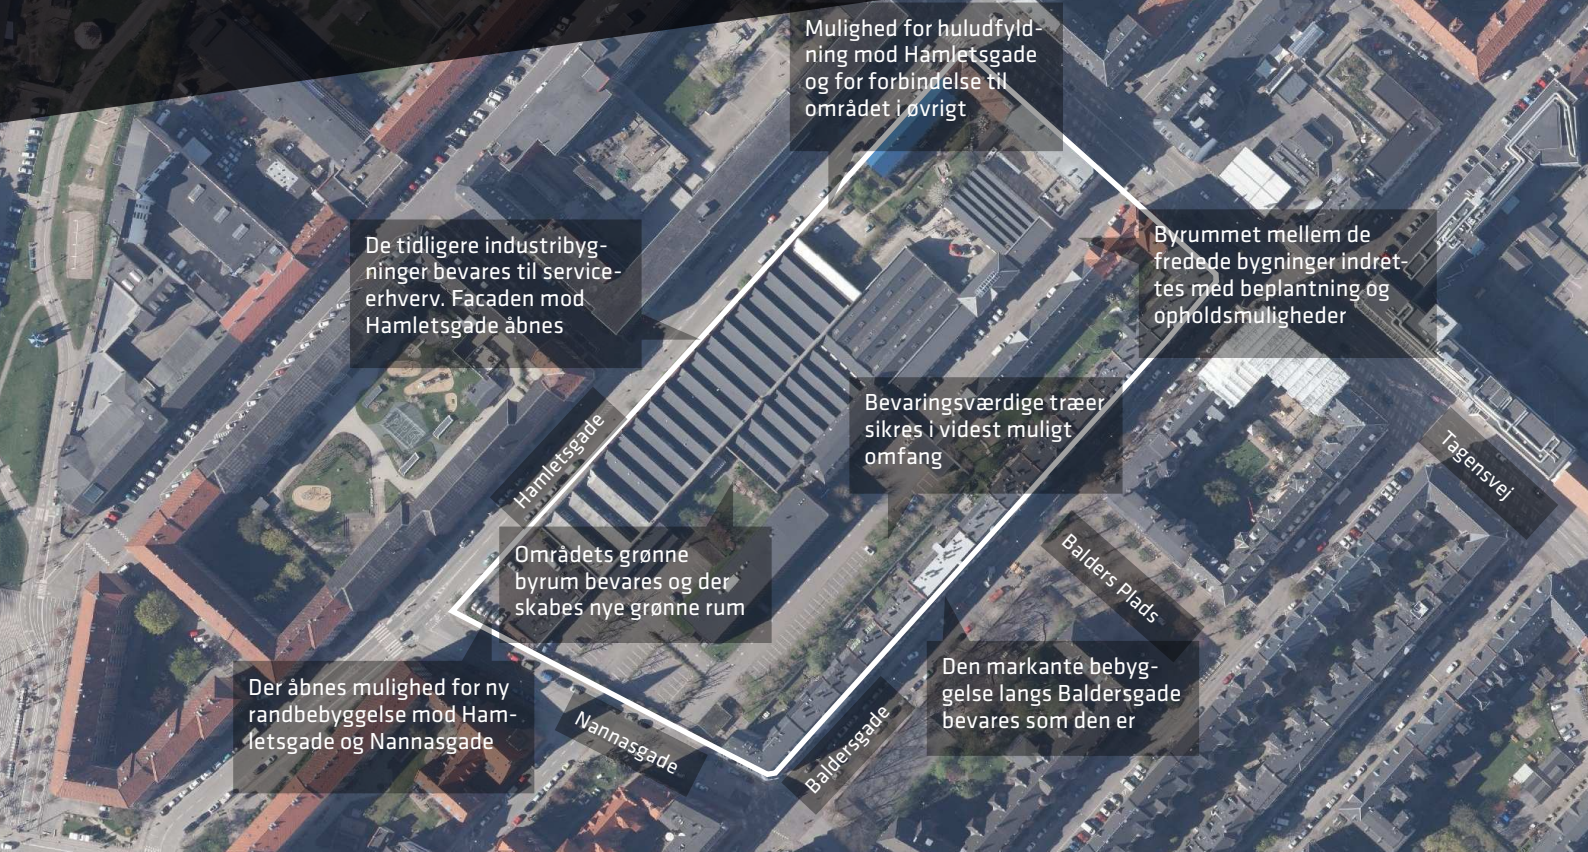 Mulighed for huludfyld-
ning mod Hamletsgade
og for forbindelse til
området i øvrigt
De tidligere industribyg-
ninger bevares til service-
erhverv. Facaden mod
Hamletsgade åbnes
Byrummet mellem de
fredede bygninger indret-
tes med beplantning og
opholdsmuligheder
Bevaringsværdige træer
sikres i videst muligt
omfang
Hamletsgade
Tagensvej
Områdets grønne
byrum bevares og der
skabes nye grønne rum
Balders Plads
Der åbnes mulighed for ny
randbebyggelse mod Ham-
letsgade og Nannasgade
Den markante bebyg-
gelse langs Baldersgade
bevares som den er
Nannasgade
Baldersgade